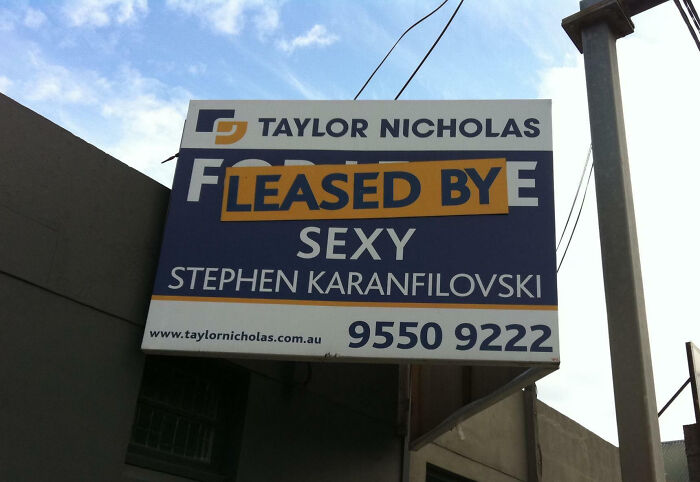 TAYLOR NICHOLAS
LEASED BY
SEXY
STEPHEN KARANFILOVSKI
www.taylornicholas.com.au 9550 9222